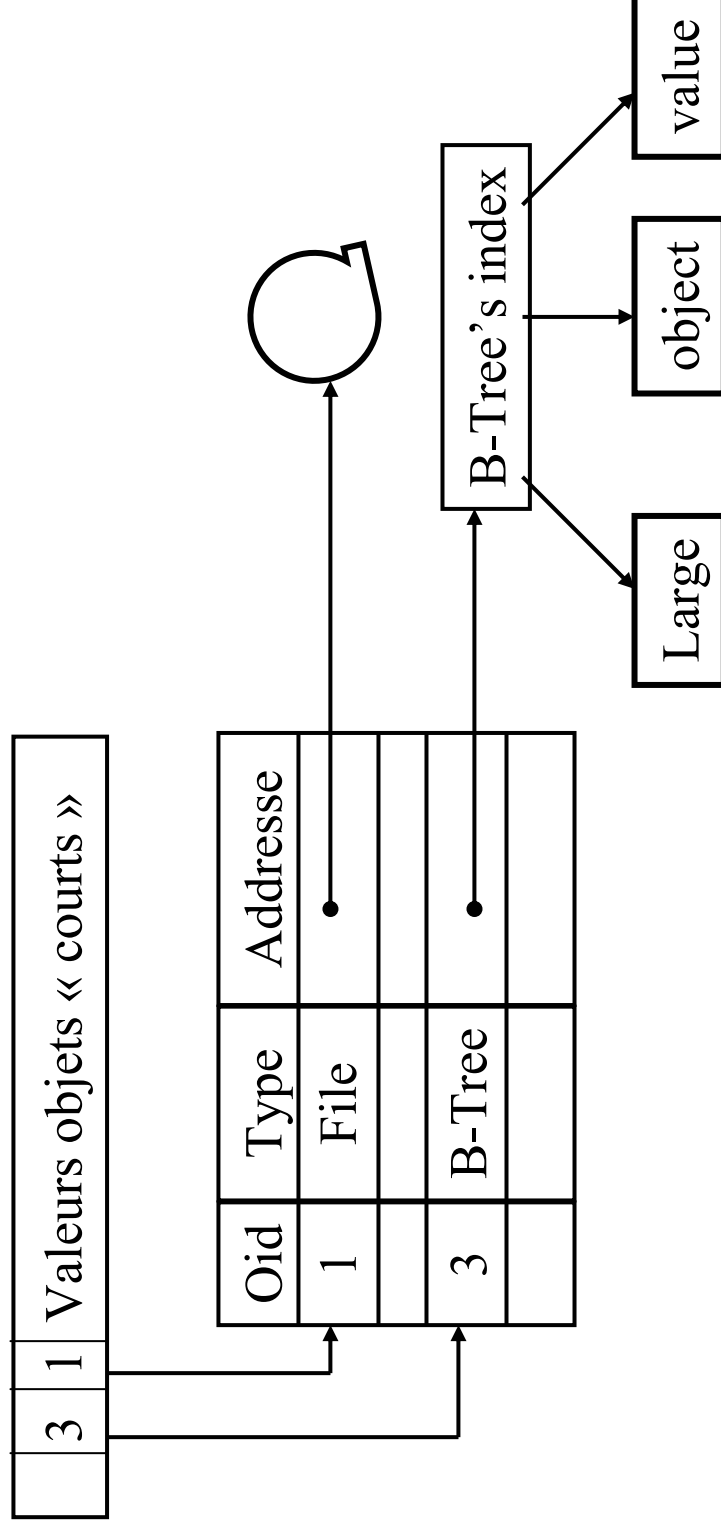 3 1 Valeurs objets « courts »
Oid Type Addresse
1 File
3 B-Tree
B-Tree’s index
Large object value